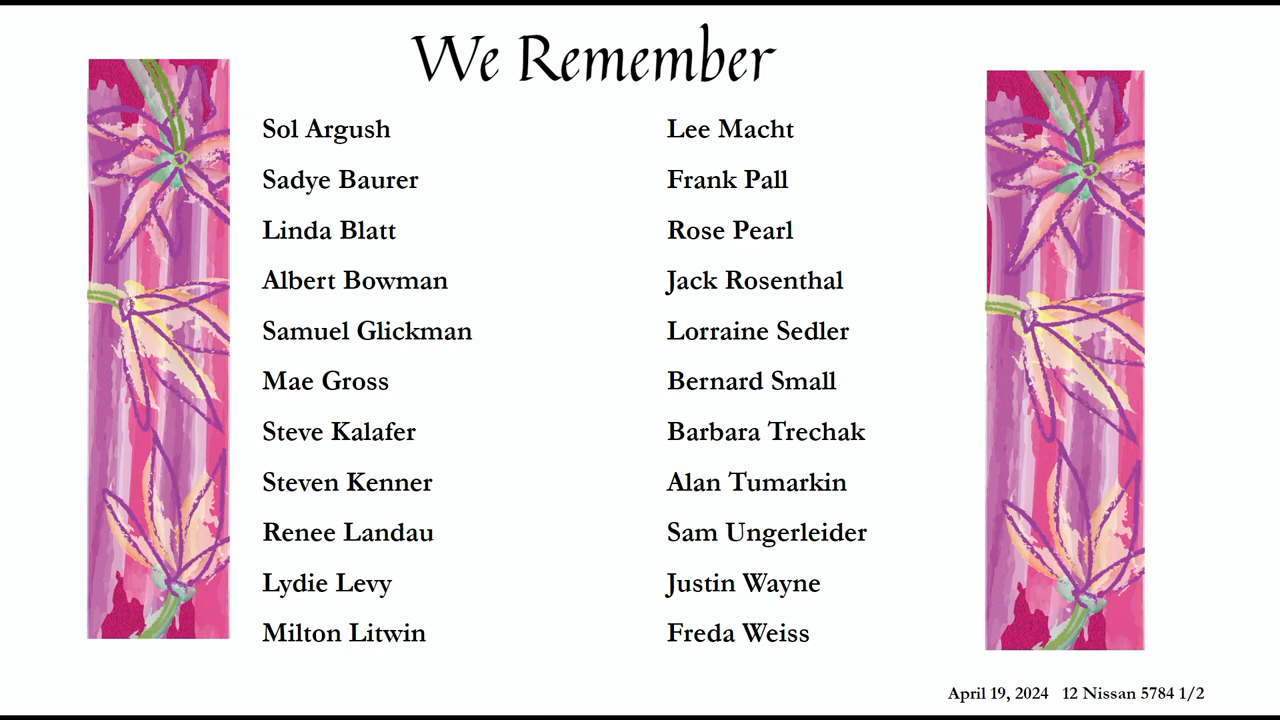 We Remember
Sol Argush
Sadye Baurer
Linda Blatt
Albert Bowman
Samuel Glickman
Mae Gross
Steve Kalafer
Steven Kenner
Renee Landau
Lydie Levy
Milton Litwin
Lee Macht
Frank Pall
Rose Pearl
Jack Rosenthal
Lorraine Sedler
Bernard Small
Barbara Trechak
Alan Tumarkin
Sam Ungerleider
Justin Wayne
Freda Weiss
April 19, 2024 12 Nissan 5784 1/2